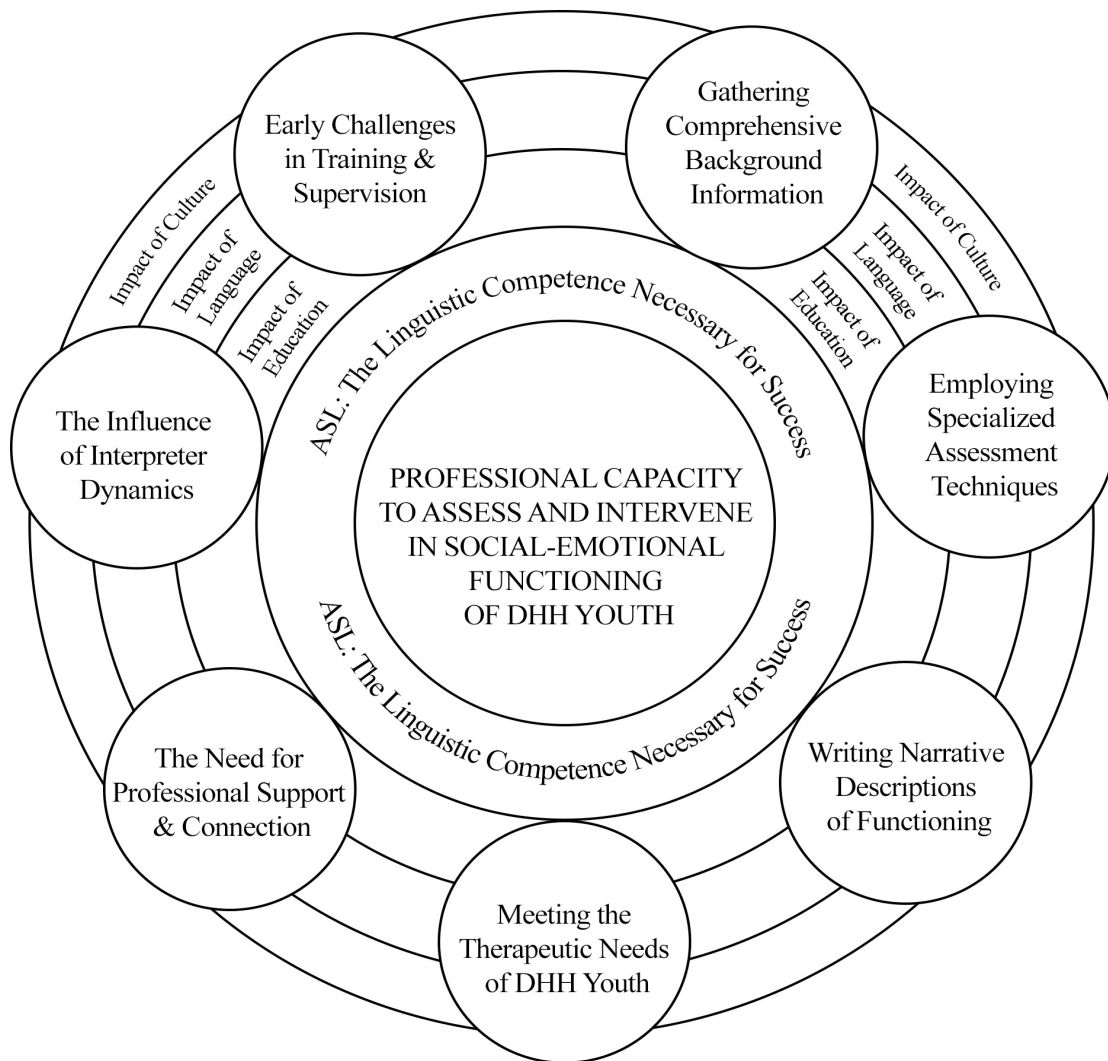 Early Challenges
in Training &
Supervision
Gathering
Comprehensive
Background
Information
Impact of Culture
Impact of
Language
Impact of
Education
Impact of Culture
Impact of
Language
Impact of
Education
ASL: The Linguistic Competence Necessary for Success
The Influence
of Interpreter
Dynamics
Employing
Specialized
Assessment
Techniques
PROFESSIONAL CAPACITY
TO ASSESS AND INTERVENE
IN SOCIAL-EMOTIONAL
FUNCTIONING
OF DHH YOUTH
ASL: The Linguistic Competence Necessary for Success
The Need for
Professional Support
& Connection
Writing Narrative
Descriptions
of Functioning
Meeting the
Therapeutic Needs
of DHH Youth